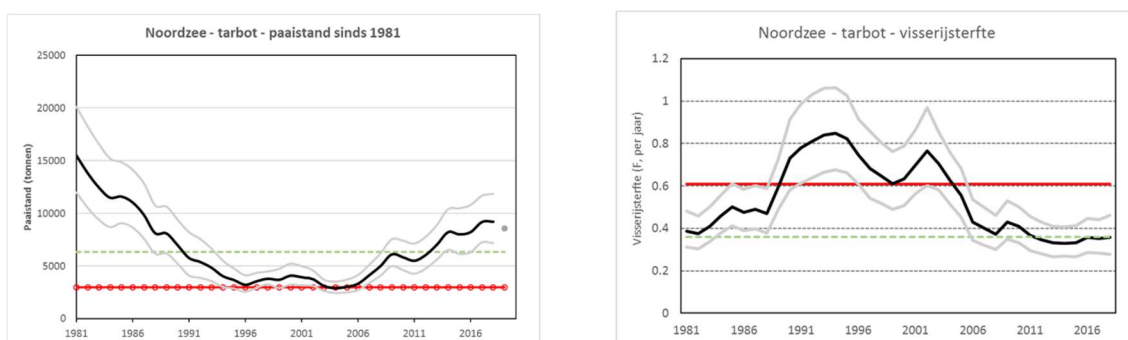 Noordzee - tarbot - paaistand sinds 1981
25000
20000
15000
10000
5000
0
Paaistand (tonnen)
1981 1986 1991 1996 2001 2006 2011 2016
Noordzee - tarbot - visserijsterfte
1.2
1
0.8
0.6
0.4
0.2
0
Visserijsterfte (F, per jaar)
1981 1986 1991 1996 2001 2006 2011 2016